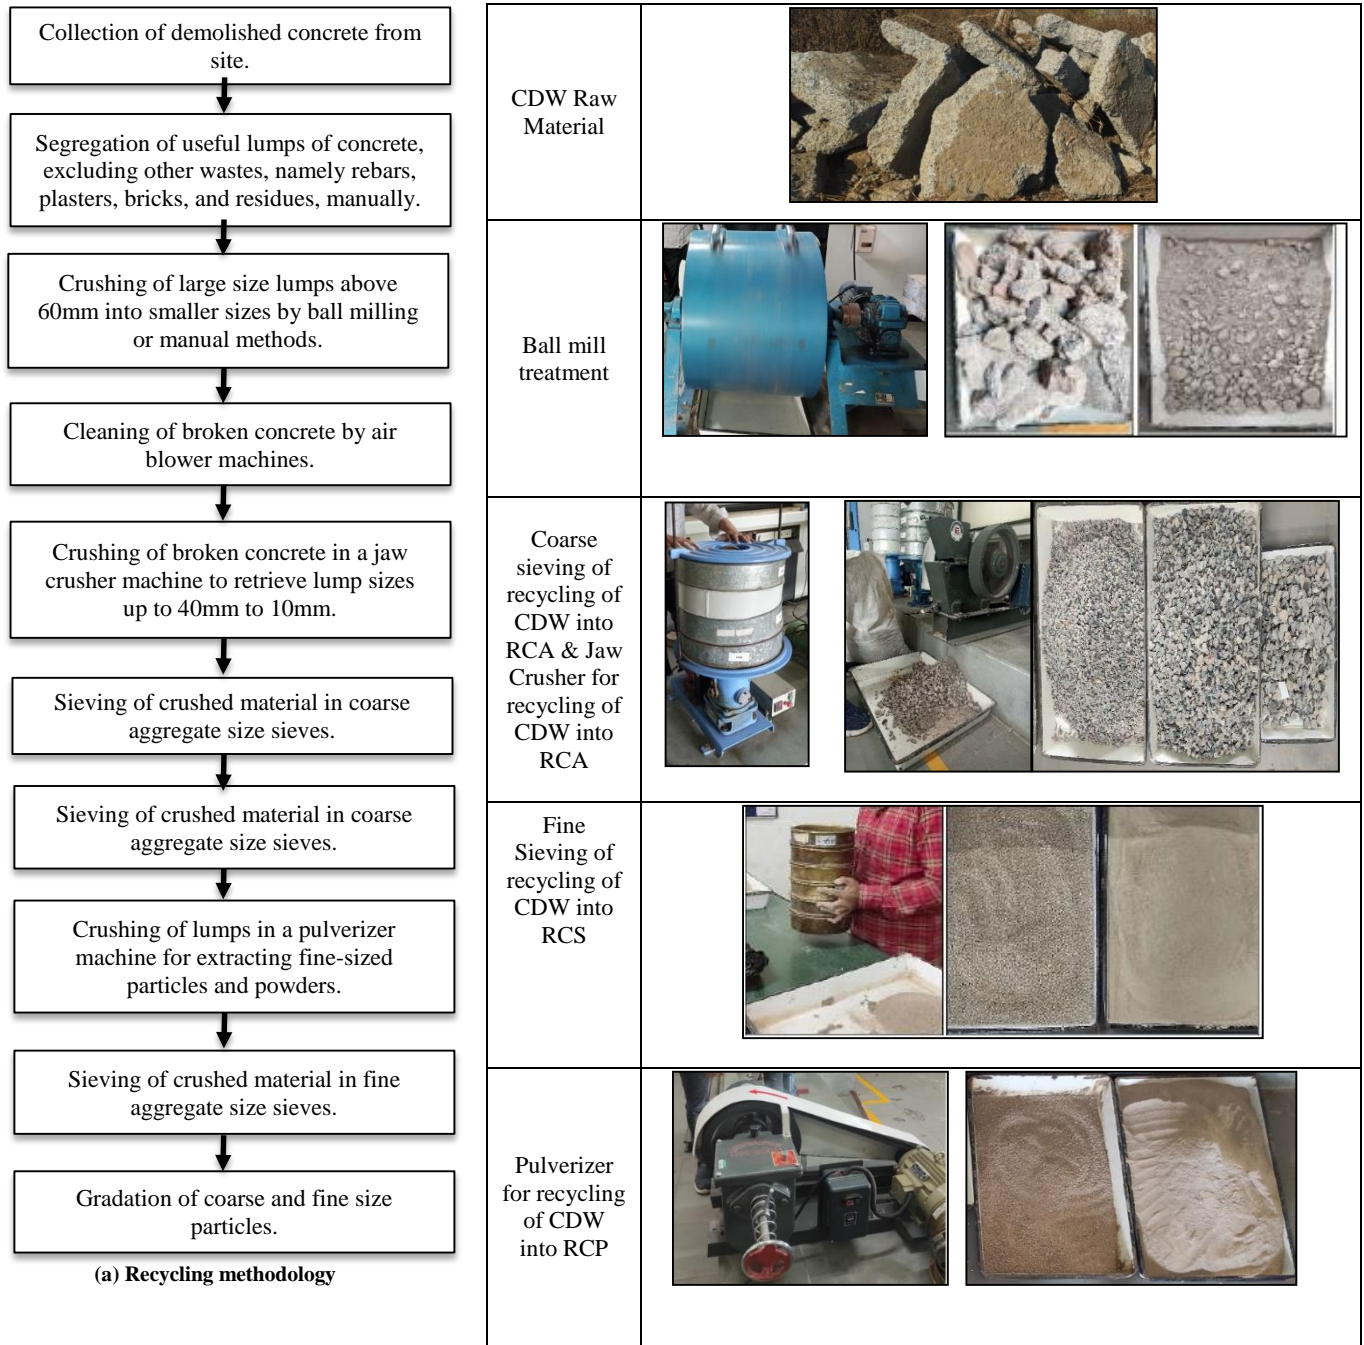 Collection of demolished concrete from
site.
Segregation of useful lumps of concrete,
excluding other wastes, namely rebars,
plasters, bricks, and residues, manually.
Crushing of large size lumps above
60mm into smaller sizes by ball milling
or manual methods.
Cleaning of broken concrete by air
blower machines.
Crushing of broken concrete in a jaw
crusher machine to retrieve lump sizes
up to 40mm to 10mm.
Sieving of crushed material in coarse
aggregate size sieves.
Sieving of crushed material in coarse
aggregate size sieves.
Crushing of lumps in a pulverizer
machine for extracting fine-sized
particles and powders.
Sieving of crushed material in fine
aggregate size sieves.
Gradation of coarse and fine size
particles.
(a) Recycling methodology
CDW Raw
Material
Ball mill
treatment
Coarse
sieving of
recycling of
CDW into
RCA & Jaw
Crusher for
recycling of
CDW into
RCA
Fine
Sieving of
recycling of
CDW into
RCS
Pulverizer
for recycling
of CDW
into RCP